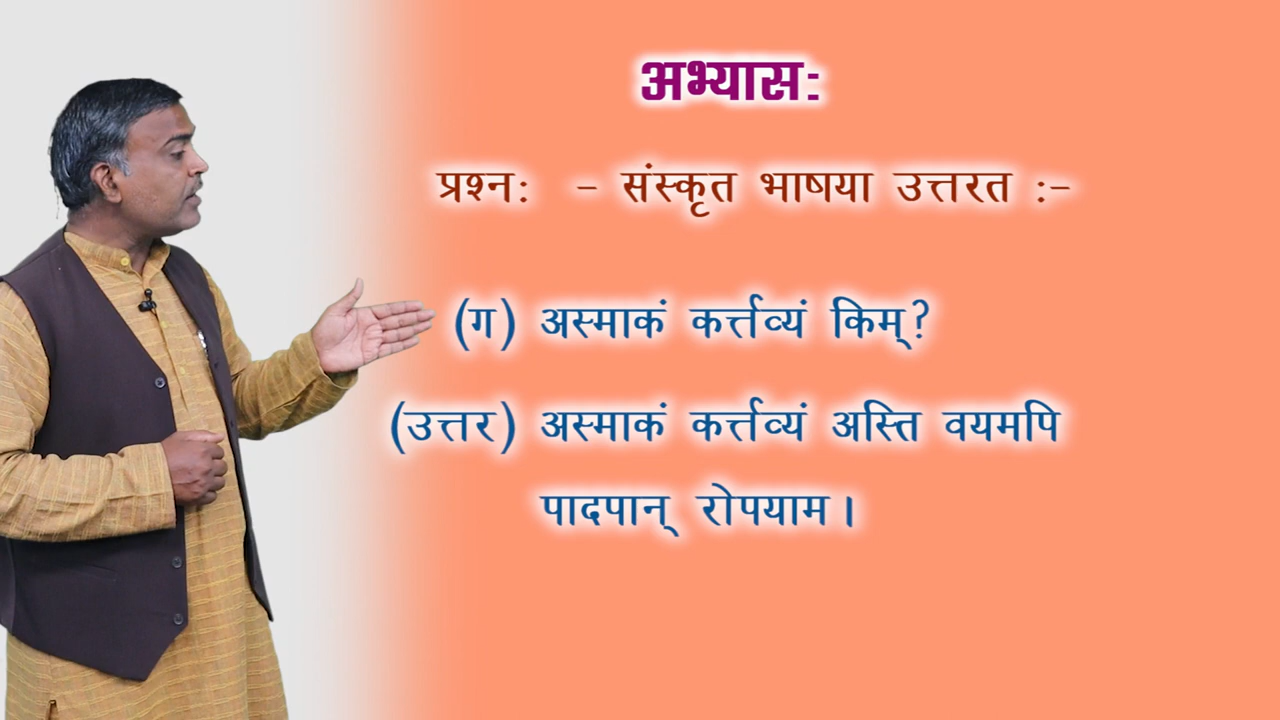 अभ्यास:
प्रश्न: - संस्कृत भाषया उत्तरत :-
(ग) अस्माकं कर्त्तव्यं किम्?
(उत्तर) अस्माकं कर्त्तव्यं अस्ति वयमपि
पादपान् रोपयाम।